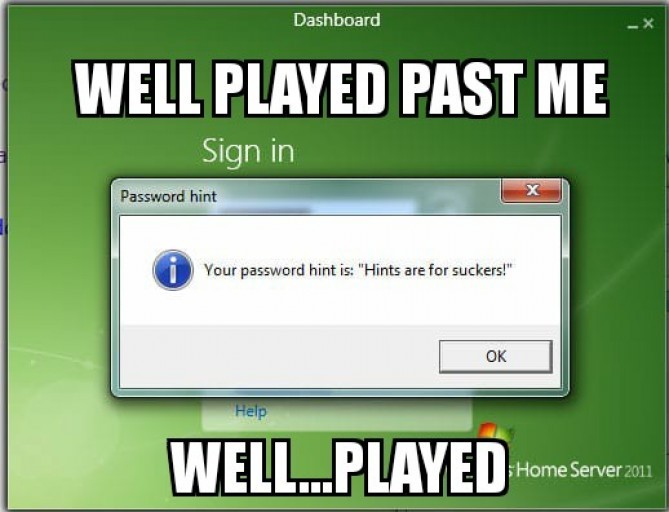 Dashboard
WELL PLAYED PAST ME
Sign in
Password hint
Your password hint is: "Hints are for suckers!"
OK
Help
WELL...PLAYED
Home Server 2011